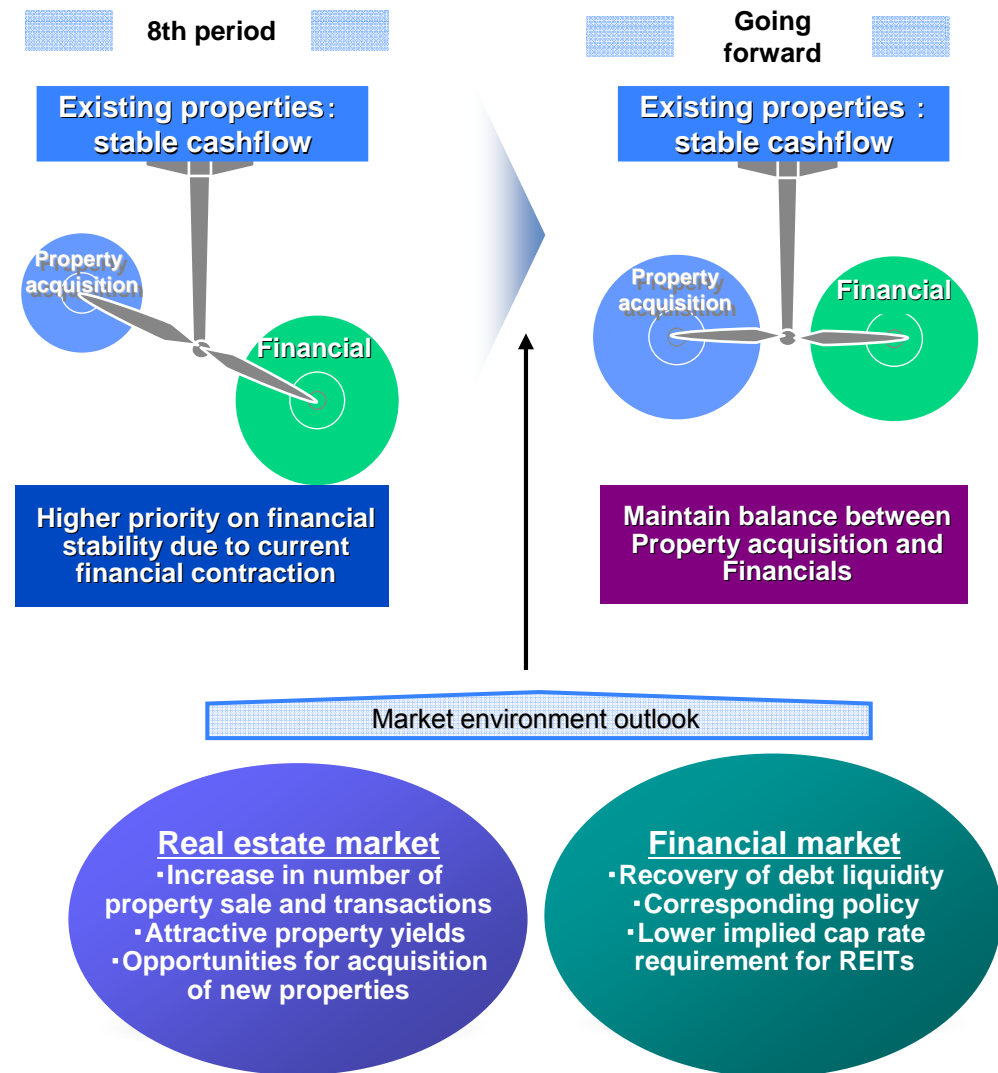 8th period
Going
forward
Existing properties：
stable cashflow
Existing properties：
stable cashflow
Property
acquisition
Financial
Property
acquisition
Financial
Higher priority on financial
stability due to current
financial contraction
Maintain balance between
Property acquisition and
Financials
Market environment outlook
Real estate market
・Increase in number of
property sale and transactions
・Attractive property yields
・Opportunities for acquisition
of new properties
Financial market
・Recovery of debt liquidity
・Corresponding policy
・Lower implied cap rate
requirement for REITs